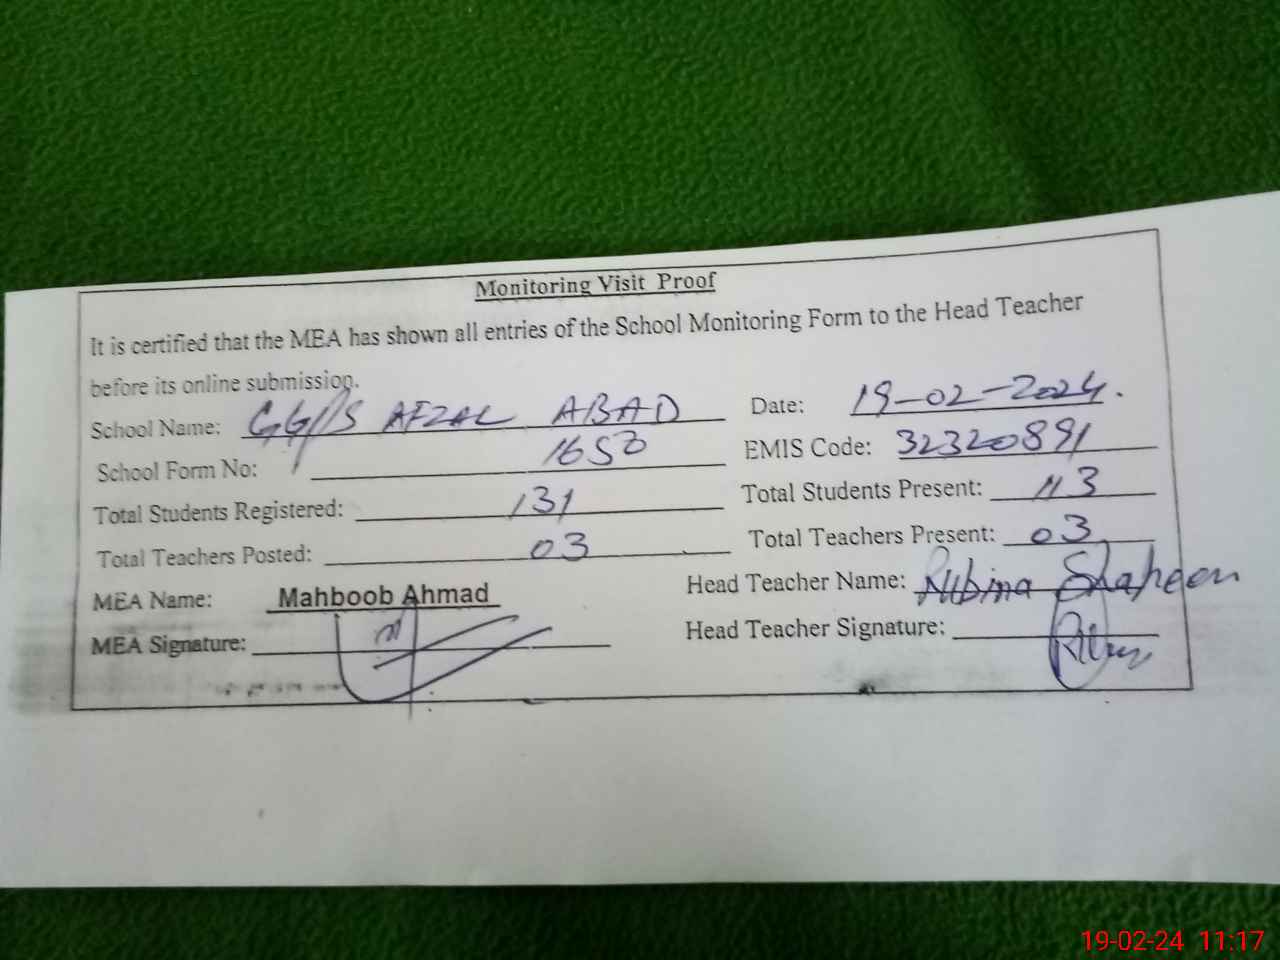 Monitoring Visit Proof
It is certified that the MEA has shown all entries of the School Monitoring Form to the Head Teacher
before its online submission.
School Name: GGPS AFZAL ABAD Date: 19-02-2024.
School Form No: 1650 EMIS Code: 32320891
Total Students Registered: 131 Total Students Present: 113
Total Teachers Posted: 03 Total Teachers Present: 03
MEA Name: Mahboob Ahmad Head Teacher Name: Rubina Shaheen
MEA Signature: Head Teacher Signature:
19-02-24 11:17